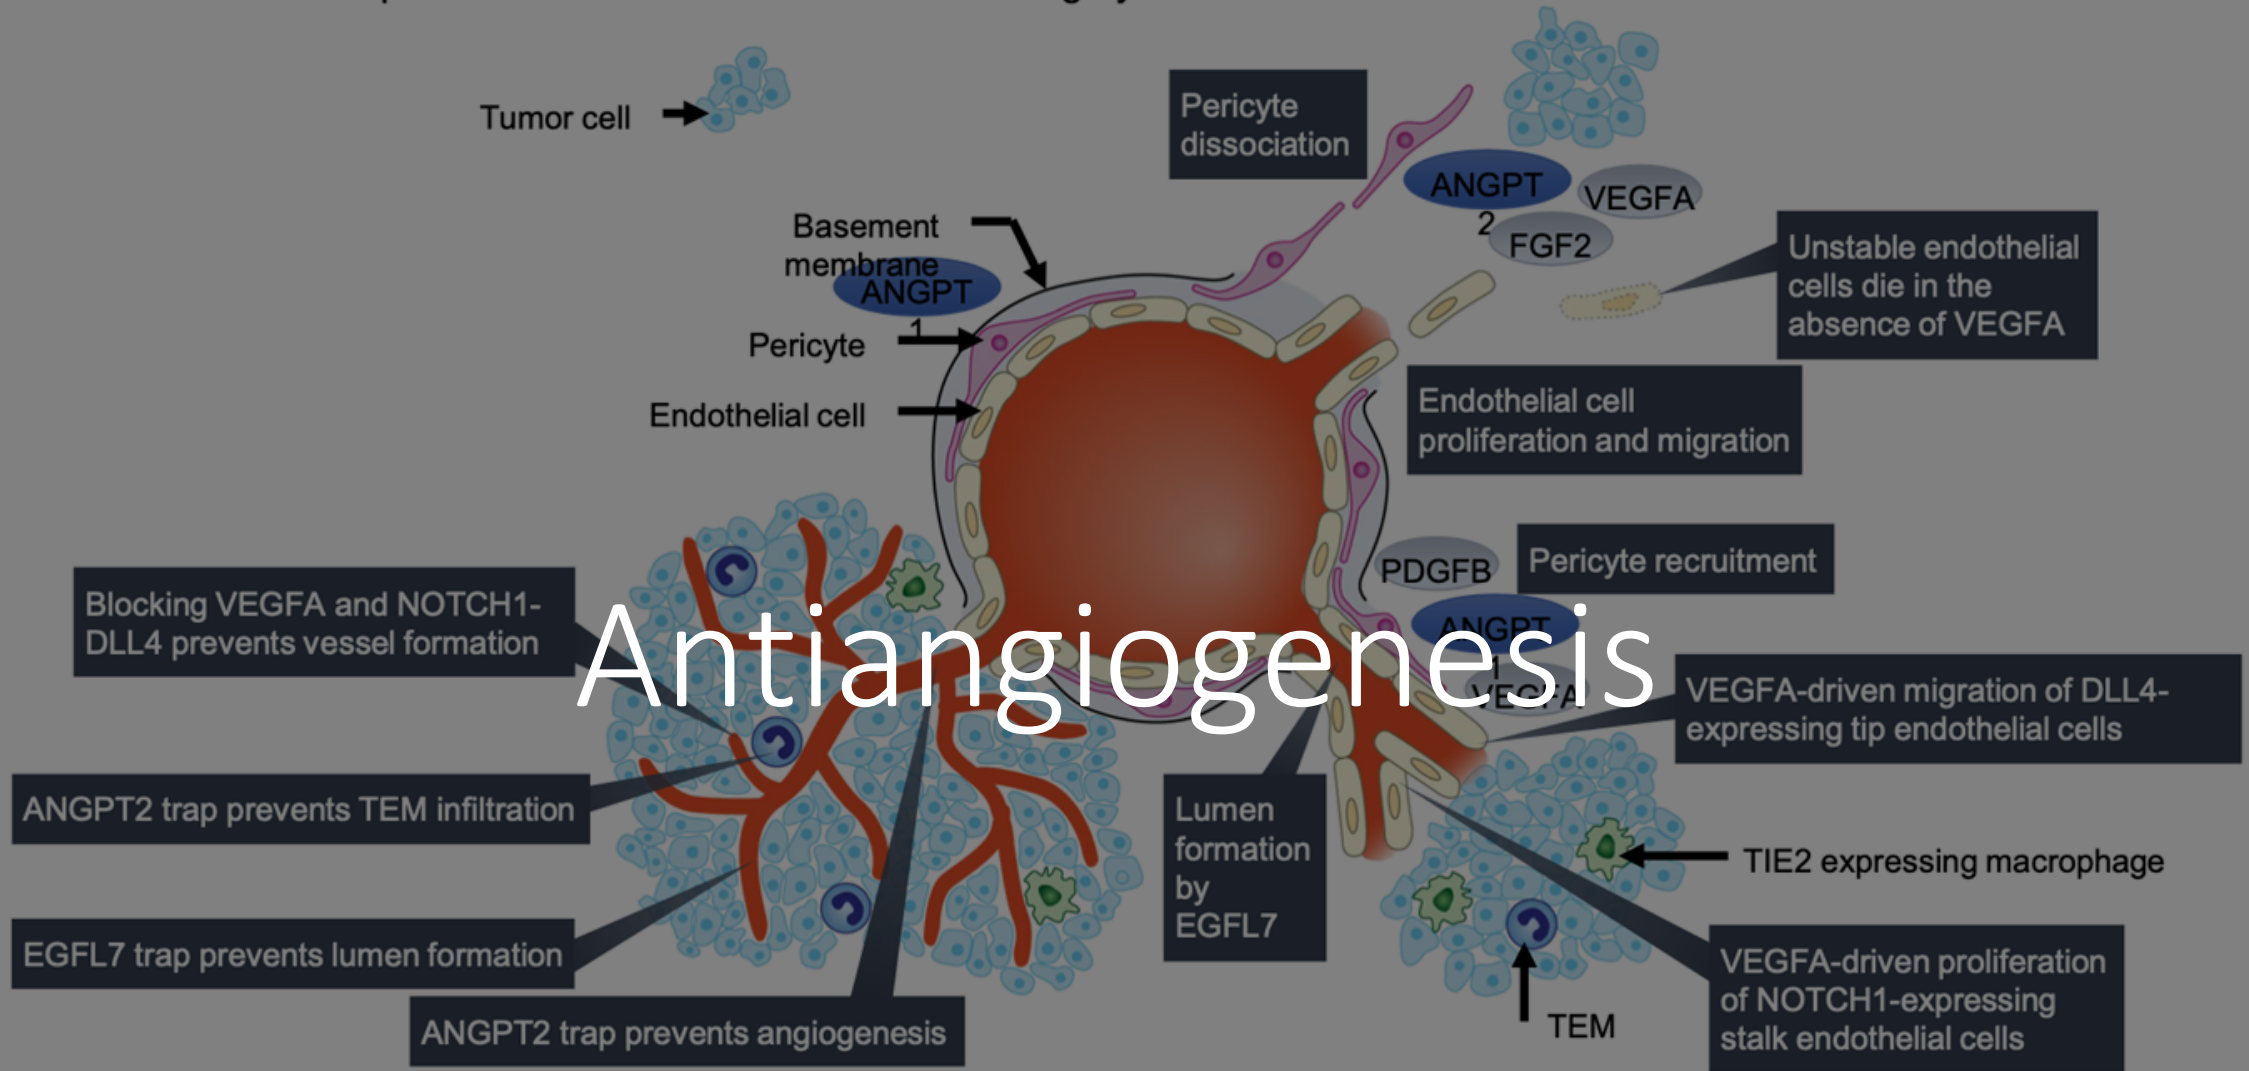 Tumor cell
Pericyte
dissociation
ANGPT
2
VEGFA
FGF2
Basement
membrane
ANGPT
1
Unstable endothelial
cells die in the
absence of VEGFA
Pericyte
Endothelial cell
Endothelial cell
proliferation and migration
PDGFB
Pericyte recruitment
Blocking VEGFA and NOTCH1-
DLL4 prevents vessel formation
Antiangiogenesis
ANGPT
1
VEGFA
VEGFA-driven migration of DLL4-
expressing tip endothelial cells
ANGPT2 trap prevents TEM infiltration
Lumen
formation
by
EGFL7
TIE2 expressing macrophage
EGFL7 trap prevents lumen formation
VEGFA-driven proliferation
of NOTCH1-expressing
stalk endothelial cells
ANGPT2 trap prevents angiogenesis
TEM